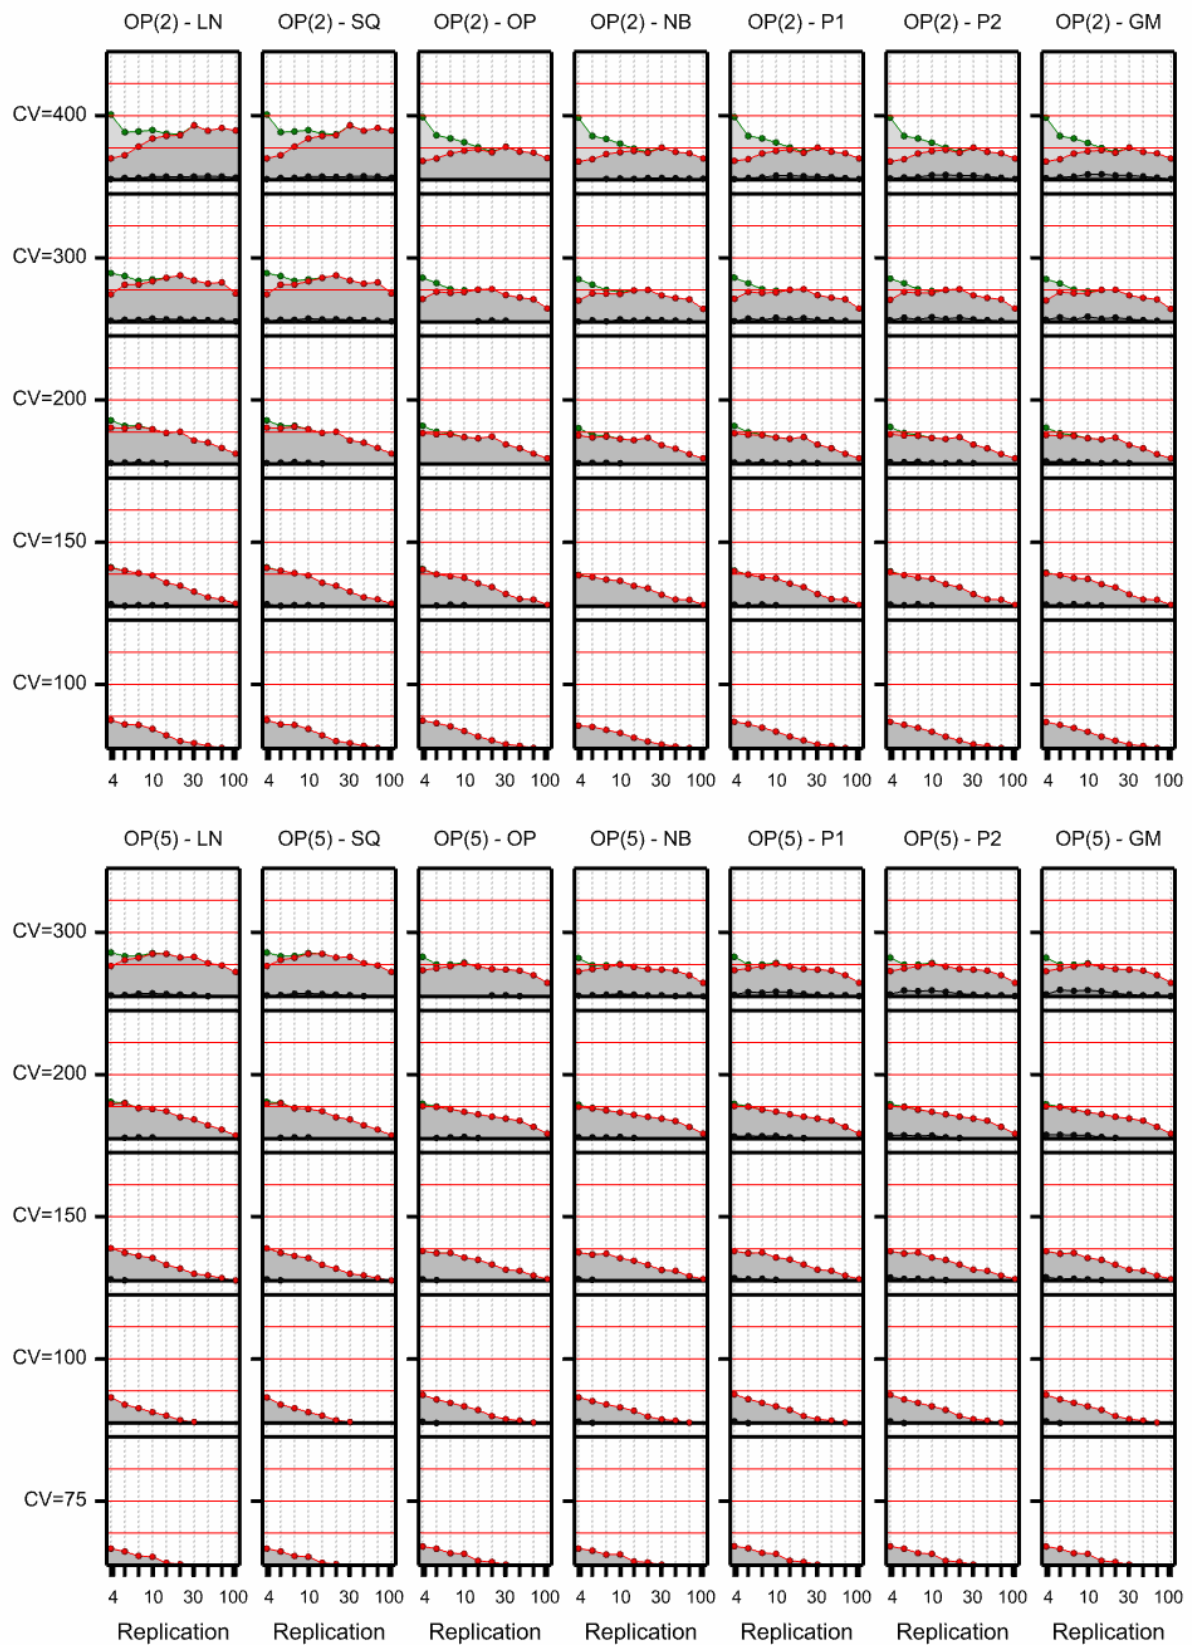 OP(2) - LN OP(2) - SQ OP(2) - OP OP(2) - NB OP(2) - P1 OP(2) - P2 OP(2) - GM
CV=400
CV=300
CV=200
CV=150
CV=100
4 10 30 100 4 10 30 100 4 10 30 100 4 10 30 100 4 10 30 100 4 10 30 100 4 10 30 100
OP(5) - LN OP(5) - SQ OP(5) - OP OP(5) - NB OP(5) - P1 OP(5) - P2 OP(5) - GM
CV=300
CV=200
CV=150
CV=100
CV=75
4 10 30 100 4 10 30 100 4 10 30 100 4 10 30 100 4 10 30 100 4 10 30 100 4 10 30 100
Replication Replication Replication Replication Replication Replication Replication